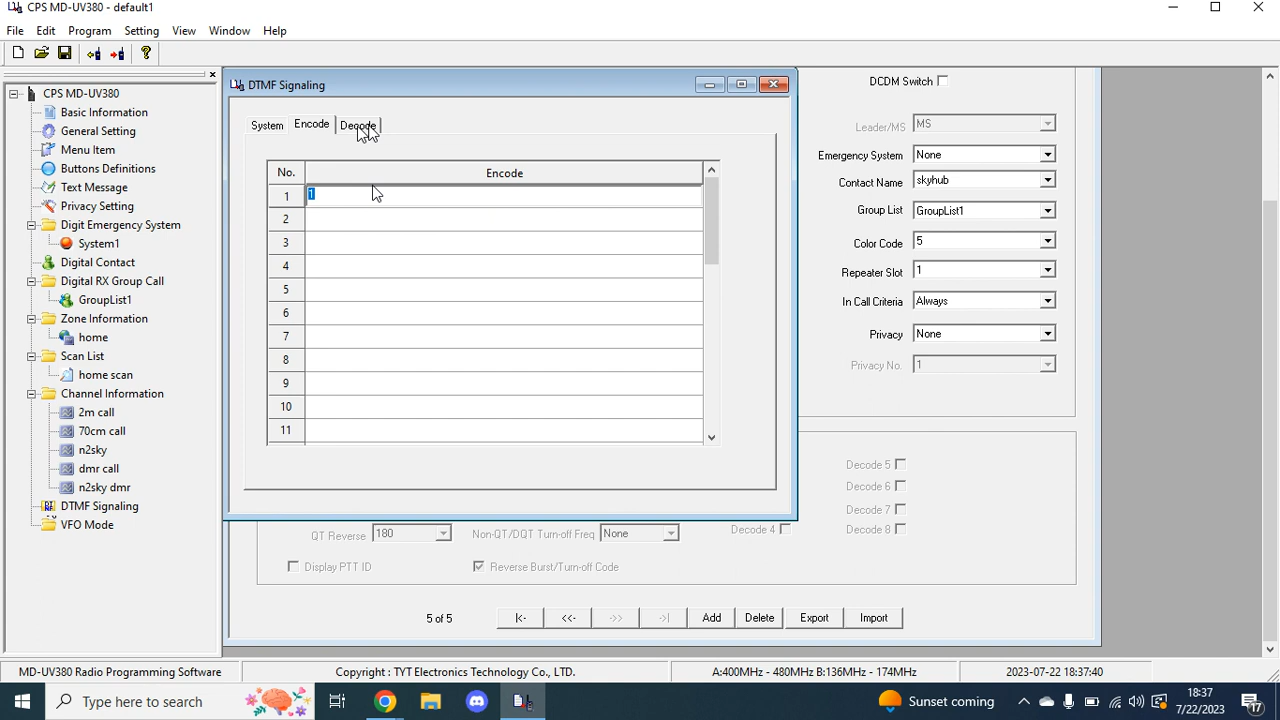 CPS MD-UV380 - default1
File Edit Program Setting View Window Help
CPS MD-UV380
Basic Information
General Setting
Menu Item
Buttons Definitions
Text Message
Privacy Setting
Digit Emergency System
System1
Digital Contact
Digital RX Group Call
GroupList1
Zone Information
home
Scan List
home scan
Channel Information
2m call
70cm call
n2sky
dmr call
n2sky dmr
DTMF Signaling
VFO Mode
DTMF Signaling
System Encode Decode
No. Encode
1 1
2
3
4
5
6
7
8
9
10
11
DCDM Switch
Leader/MS MS
Emergency System None
Contact Name skyhub
Group List GroupList1
Color Code 5
Repeater Slot 1
In Call Criteria Always
Privacy None
Privacy No. 1
Decode 5
Decode 6
Decode 7
QT Reverse 180 Non-QT/DQT Turn-off Freq None Decode 4 Decode 8
Display PTT ID Reverse Burst/Turn-off Code
5 of 5 |<- <<- ->> ->| Add Delete Export Import
MD-UV380 Radio Programming Software Copyright : TYT Electronics Technology Co., LTD. A:400MHz - 480MHz B:136MHz - 174MHz 2023-07-22 18:37:40
Type here to search Sunset coming 18:37
7/22/2023 17